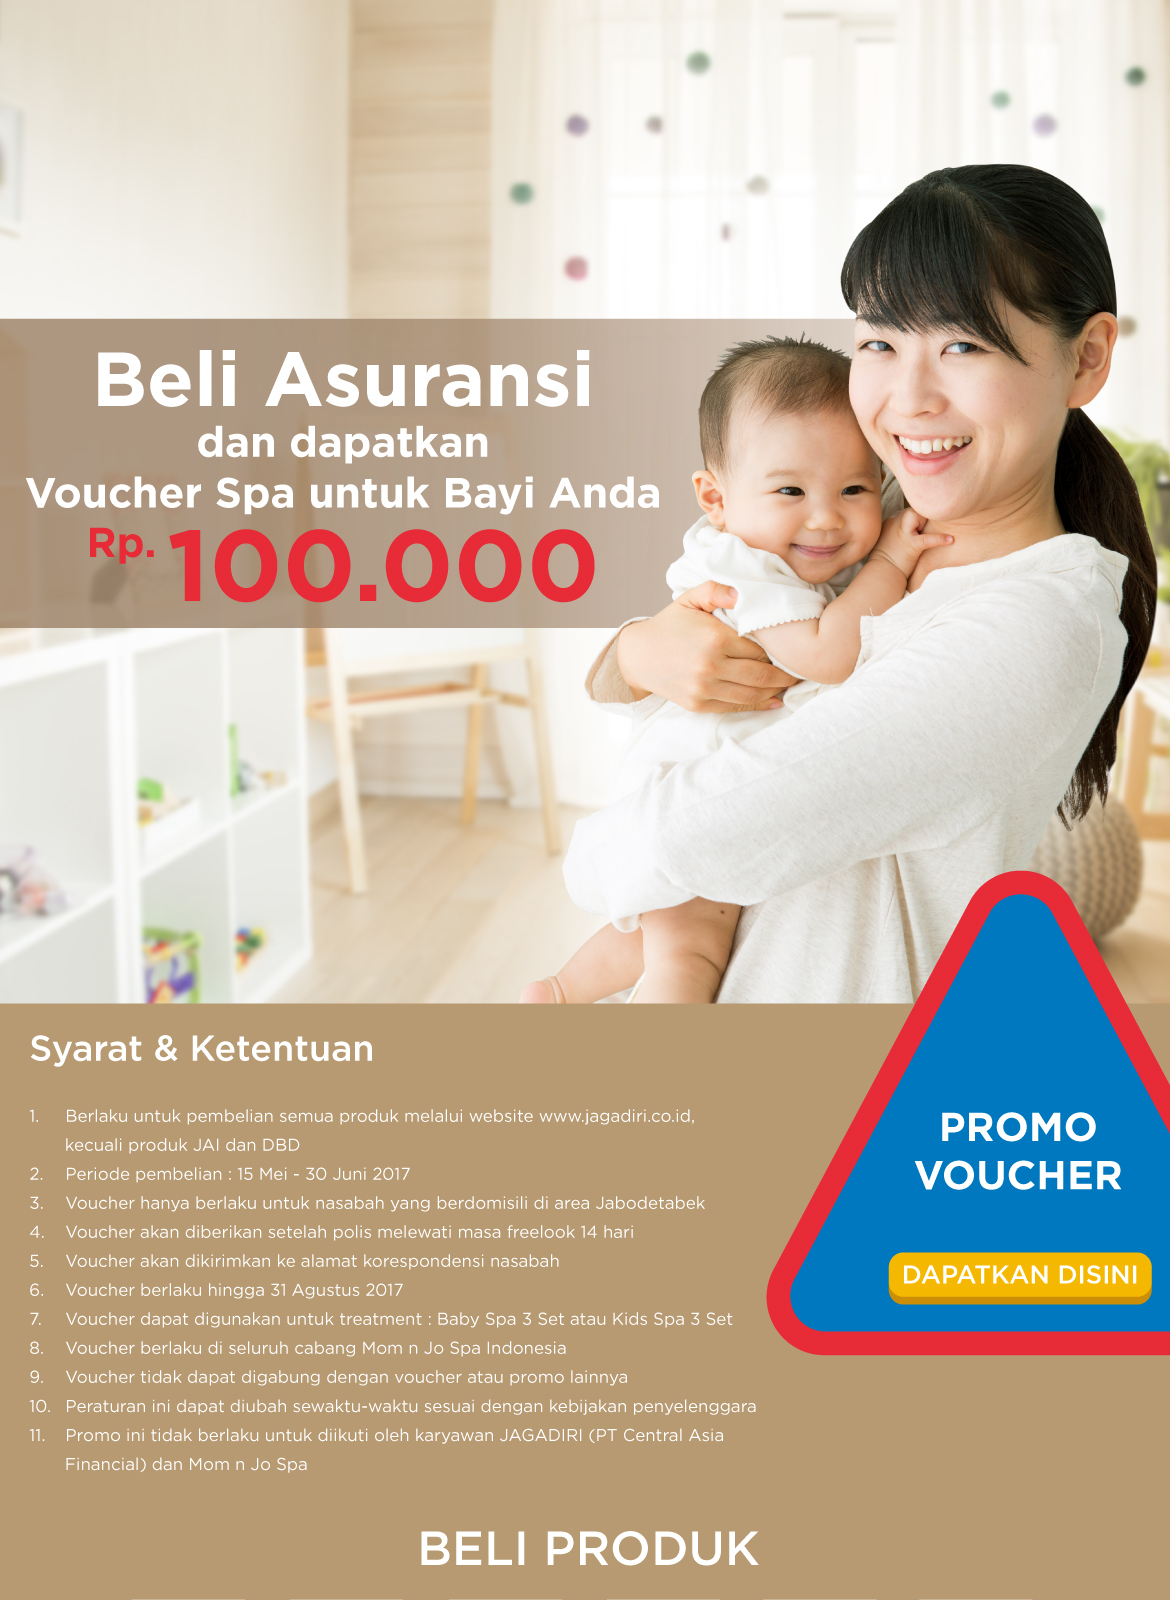 Beli Asuransi
dan dapatkan
Voucher Spa untuk Bayi Anda
Rp. 100.000
Syarat & Ketentuan
1. Berlaku untuk pembelian semua produk melalui website www.jagadiri.co.id,
kecuali produk JAI dan DBD
2. Periode pembelian : 15 Mei - 30 Juni 2017
3. Voucher hanya berlaku untuk nasabah yang berdomisili di area Jabodetabek
4. Voucher akan diberikan setelah polis melewati masa freelook 14 hari
5. Voucher akan dikirimkan ke alamat korespondensi nasabah
6. Voucher berlaku hingga 31 Agustus 2017
7. Voucher dapat digunakan untuk treatment : Baby Spa 3 Set atau Kids Spa 3 Set
8. Voucher berlaku di seluruh cabang Mom n Jo Spa Indonesia
9. Voucher tidak dapat digabung dengan voucher atau promo lainnya
10. Peraturan ini dapat diubah sewaktu-waktu sesuai dengan kebijakan penyelenggara
11. Promo ini tidak berlaku untuk diikuti oleh karyawan JAGADIRI (PT Central Asia
Financial) dan Mom n Jo Spa
PROMO
VOUCHER
DAPATKAN DISINI
BELI PRODUK